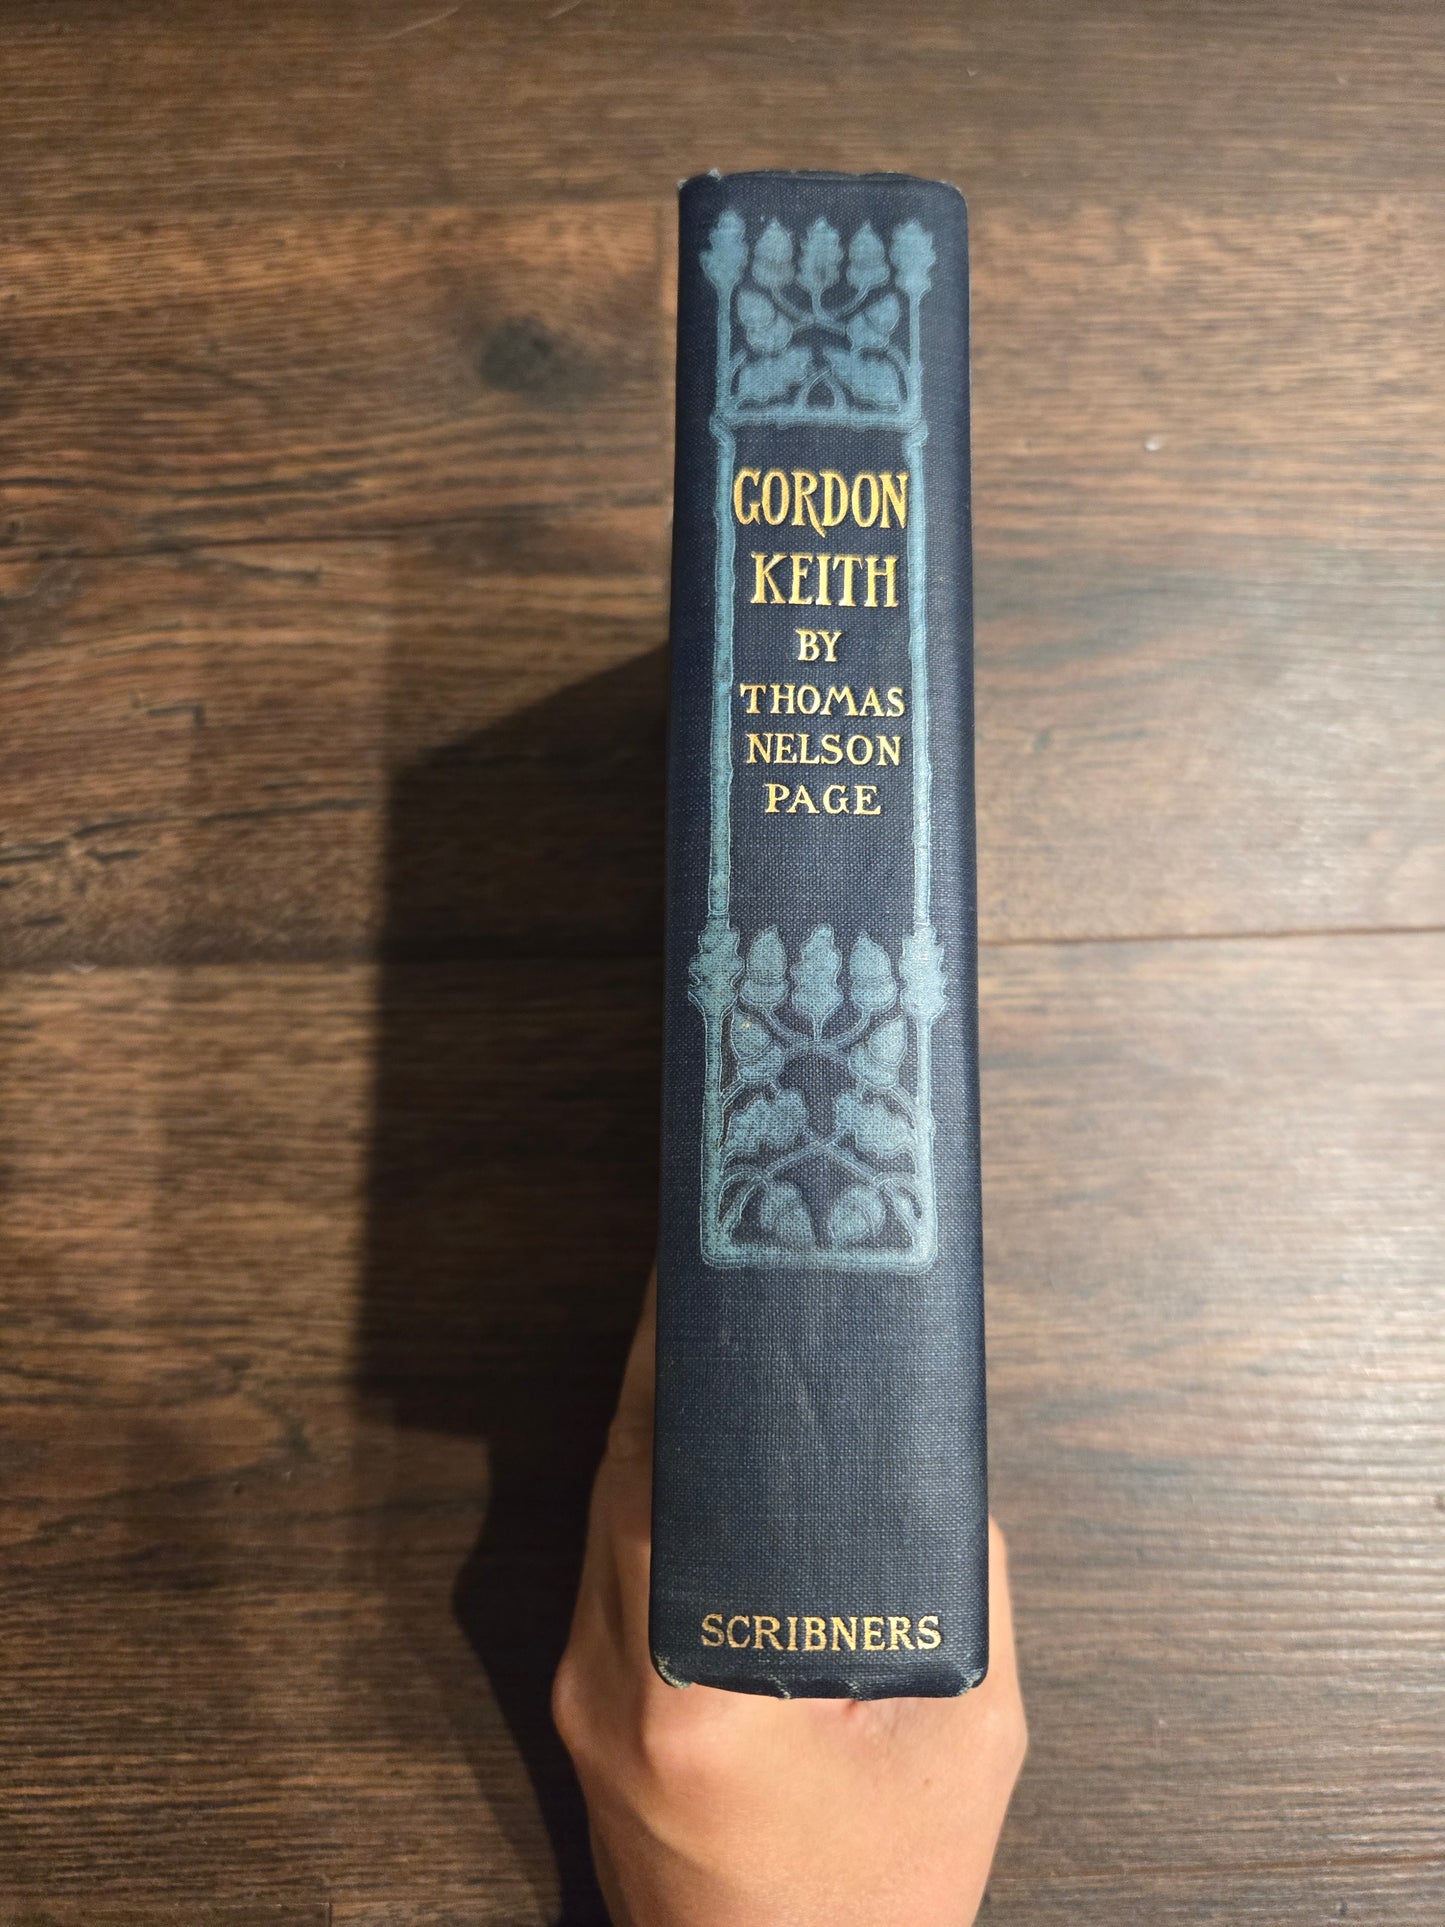 GORDON
KEITH
BY
THOMAS
NELSON
PAGE
SCRIBNERS